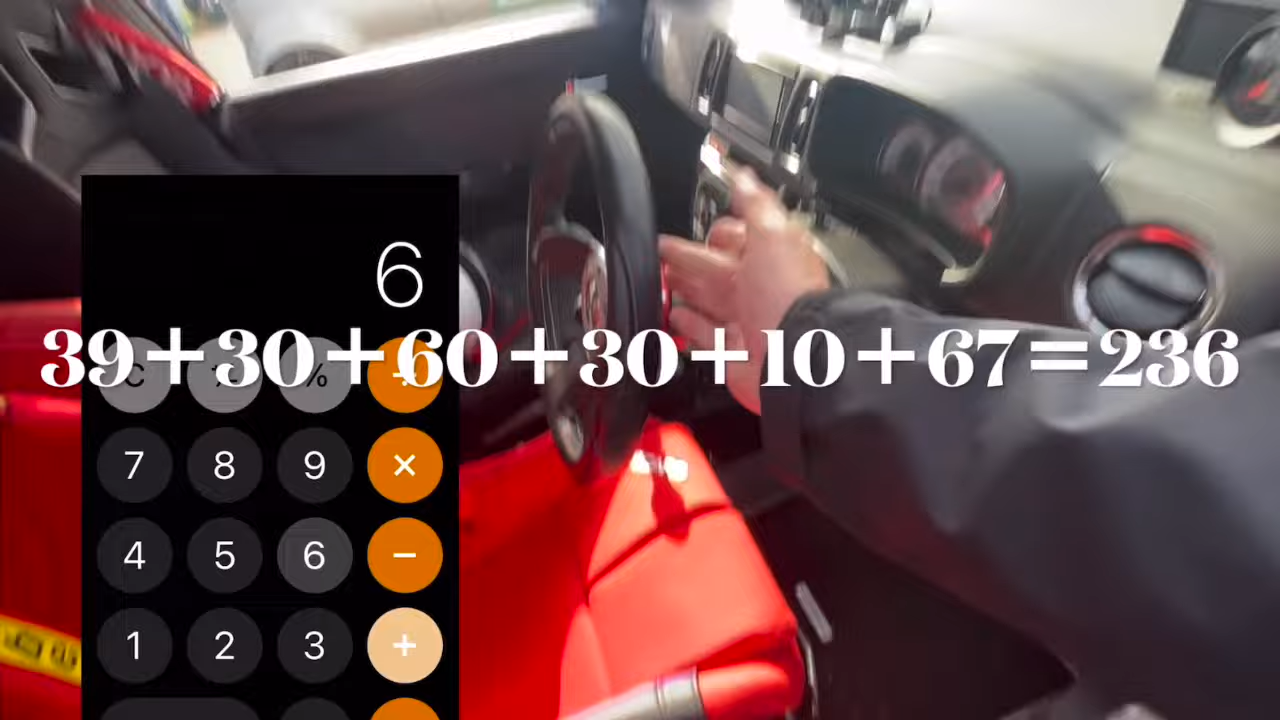 6
39+30+60+30+10+67=236
C +/- % ÷
7 8 9 ×
4 5 6 −
1 2 3 +